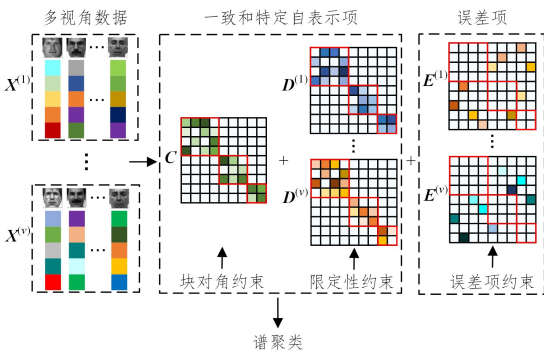 多视角数据
一致和特定自表示项
误差项
X(1)
...
X(v)
...
C
+
D(1)
...
D(v)
+
E(1)
...
E(v)
块对角约束
限定性约束
误差项约束
谱聚类